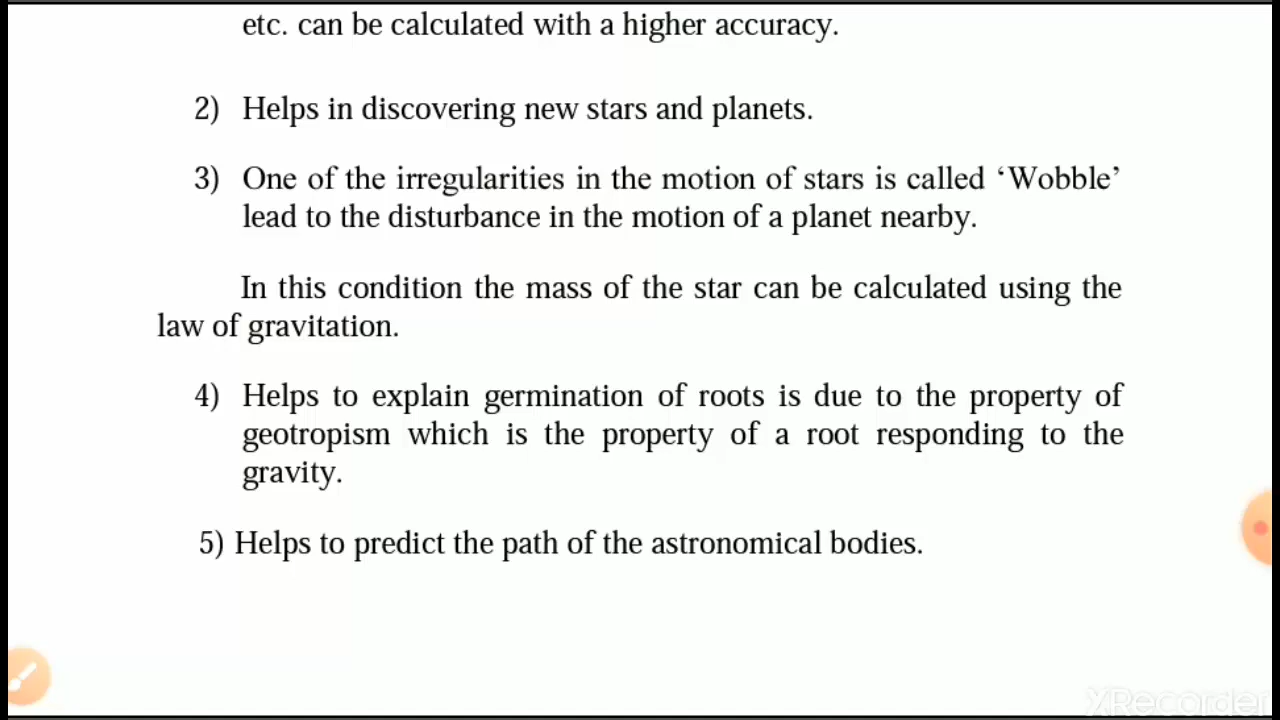 etc. can be calculated with a higher accuracy.
2) Helps in discovering new stars and planets.
3) One of the irregularities in the motion of stars is called ‘Wobble’
lead to the disturbance in the motion of a planet nearby.
In this condition the mass of the star can be calculated using the
law of gravitation.
4) Helps to explain germination of roots is due to the property of
geotropism which is the property of a root responding to the
gravity.
5) Helps to predict the path of the astronomical bodies.
XRecorder